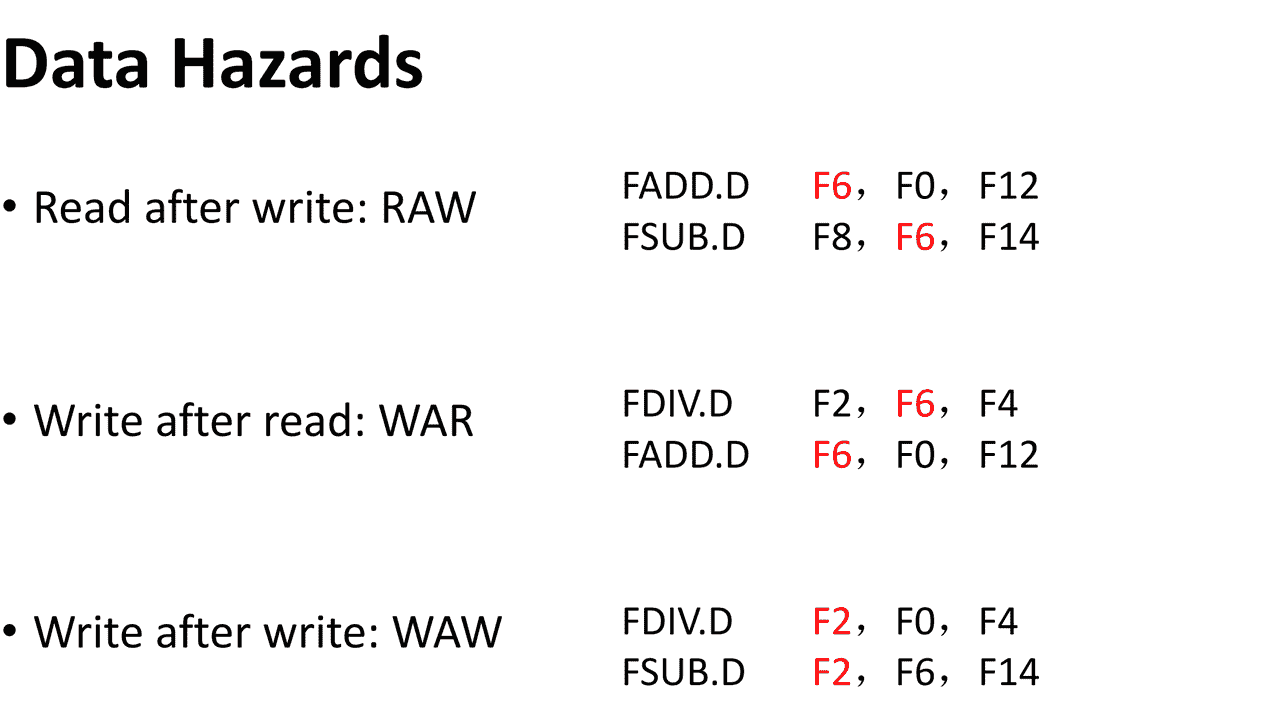 Data Hazards
• Read after write: RAW
FADD.D F6，F0，F12
FSUB.D F8，F6，F14
• Write after read: WAR
FDIV.D F2，F6，F4
FADD.D F6，F0，F12
• Write after write: WAW
FDIV.D F2，F0，F4
FSUB.D F2，F6，F14